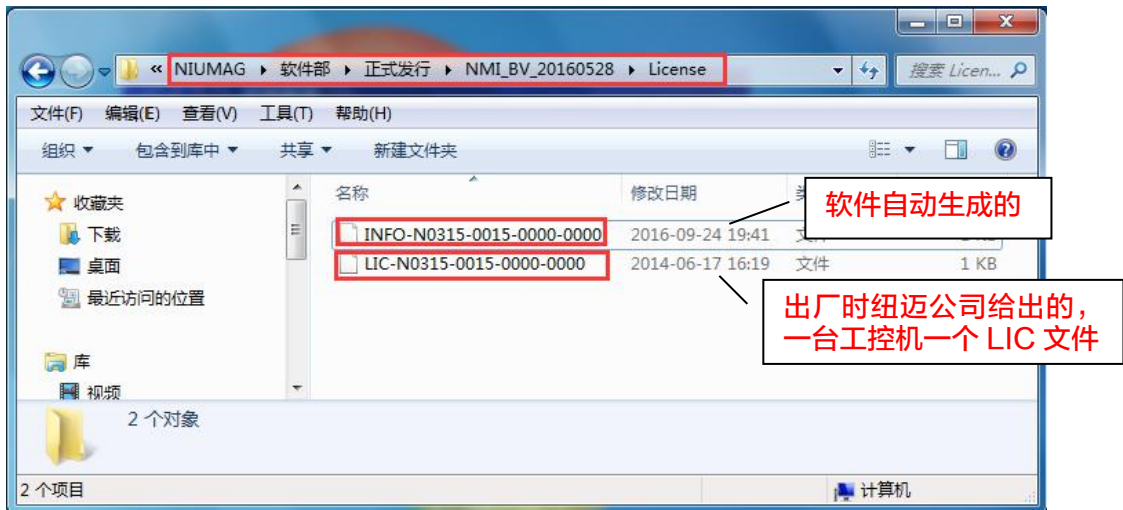 « NIUMAG ▸ 软件部 ▸ 正式发行 ▸ NMI_BV_20160528 ▸ License
搜索 Licen...
文件(F) 编辑(E) 查看(V) 工具(T) 帮助(H)
组织 包含到库中 共享 新建文件夹
名称 修改日期
收藏夹
软件自动生成的
下载
INFO-N0315-0015-0000-0000 2016-09-24 19:41
桌面
LIC-N0315-0015-0000-0000 2014-06-17 16:19 文件 1 KB
最近访问的位置
出厂时纽迈公司给出的，
一台工控机一个 LIC 文件
库
视频
2 个对象
2 个项目 计算机